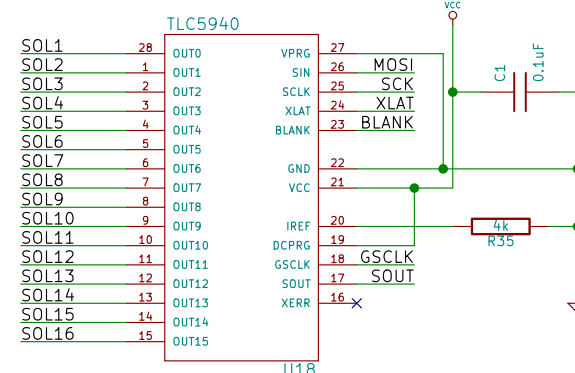 VCC
TLC5940
SOL1 28 OUT0 VPRG 27
SOL2 1 OUT1 SIN 26 MOSI
SOL3 2 OUT2 SCLK 25 SCK
SOL4 3 OUT3 XLAT 24 XLAT
SOL5 4 OUT4 BLANK 23 BLANK
SOL6 5 OUT5
SOL7 6 OUT6 GND 22
SOL8 7 OUT7 VCC 21
SOL9 8 OUT8
SOL10 9 OUT9 IREF 20
SOL11 10 OUT10 DCPRG 19
SOL12 11 OUT11 GSCLK 18 GSCLK
SOL13 12 OUT12 SOUT 17 SOUT
SOL14 13 OUT13 XERR 16
SOL15 14 OUT14
SOL16 15 OUT15
U18
C1
0.1uF
4k
R35